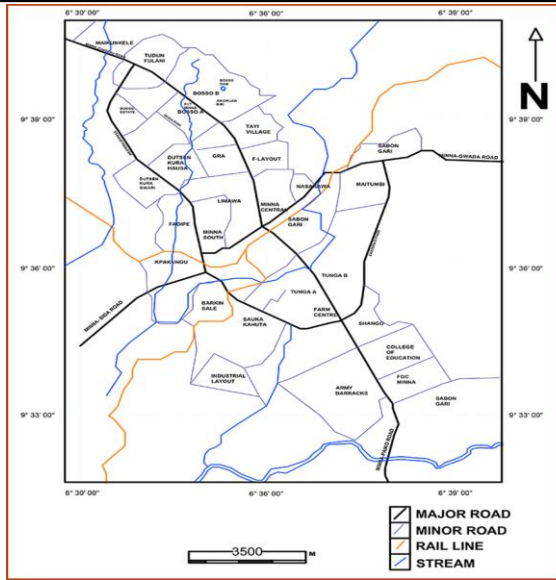 6° 30' 00"
6° 36' 00"
6° 39' 00"
N
MAIKUNKELE
TUDUN
FULANI
BOSSO
DAM
BOSSO B
9° 39' 00"
9° 39' 00"
BOSSO
ESTATE
BOSSO A
TAYI
VILLAGE
SABON
GARI
MINNA-GWADA ROAD
DUTSEN
KURA
HAUSA
GRA
F-LAYOUT
DUTSEN
KURA
GWARI
NASARAWA
MAITUMBI
LIMAWA
MINNA
CENTRAL
SABON
GARI
FADIPE
MINNA
SOUTH
9° 36' 00"
9° 36' 00"
KPAKUNGU
TUNGA B
MINNA-BIDA ROAD
BARKIN
SALE
TUNGA A
SAUKA
KAHUTA
FARM
CENTRE
SHANGO
COLLEGE
OF
EDUCATION
INDUSTRIAL
LAYOUT
FGC
MINNA
ARMY
BARRACKS
SABON
GARI
9° 33' 00"
9° 33' 00"
MINNA-PAIKO ROAD
6° 30' 00"
6° 36' 00"
6° 39' 00"
MAJOR ROAD
MINOR ROAD
RAIL LINE
STREAM
3500
M